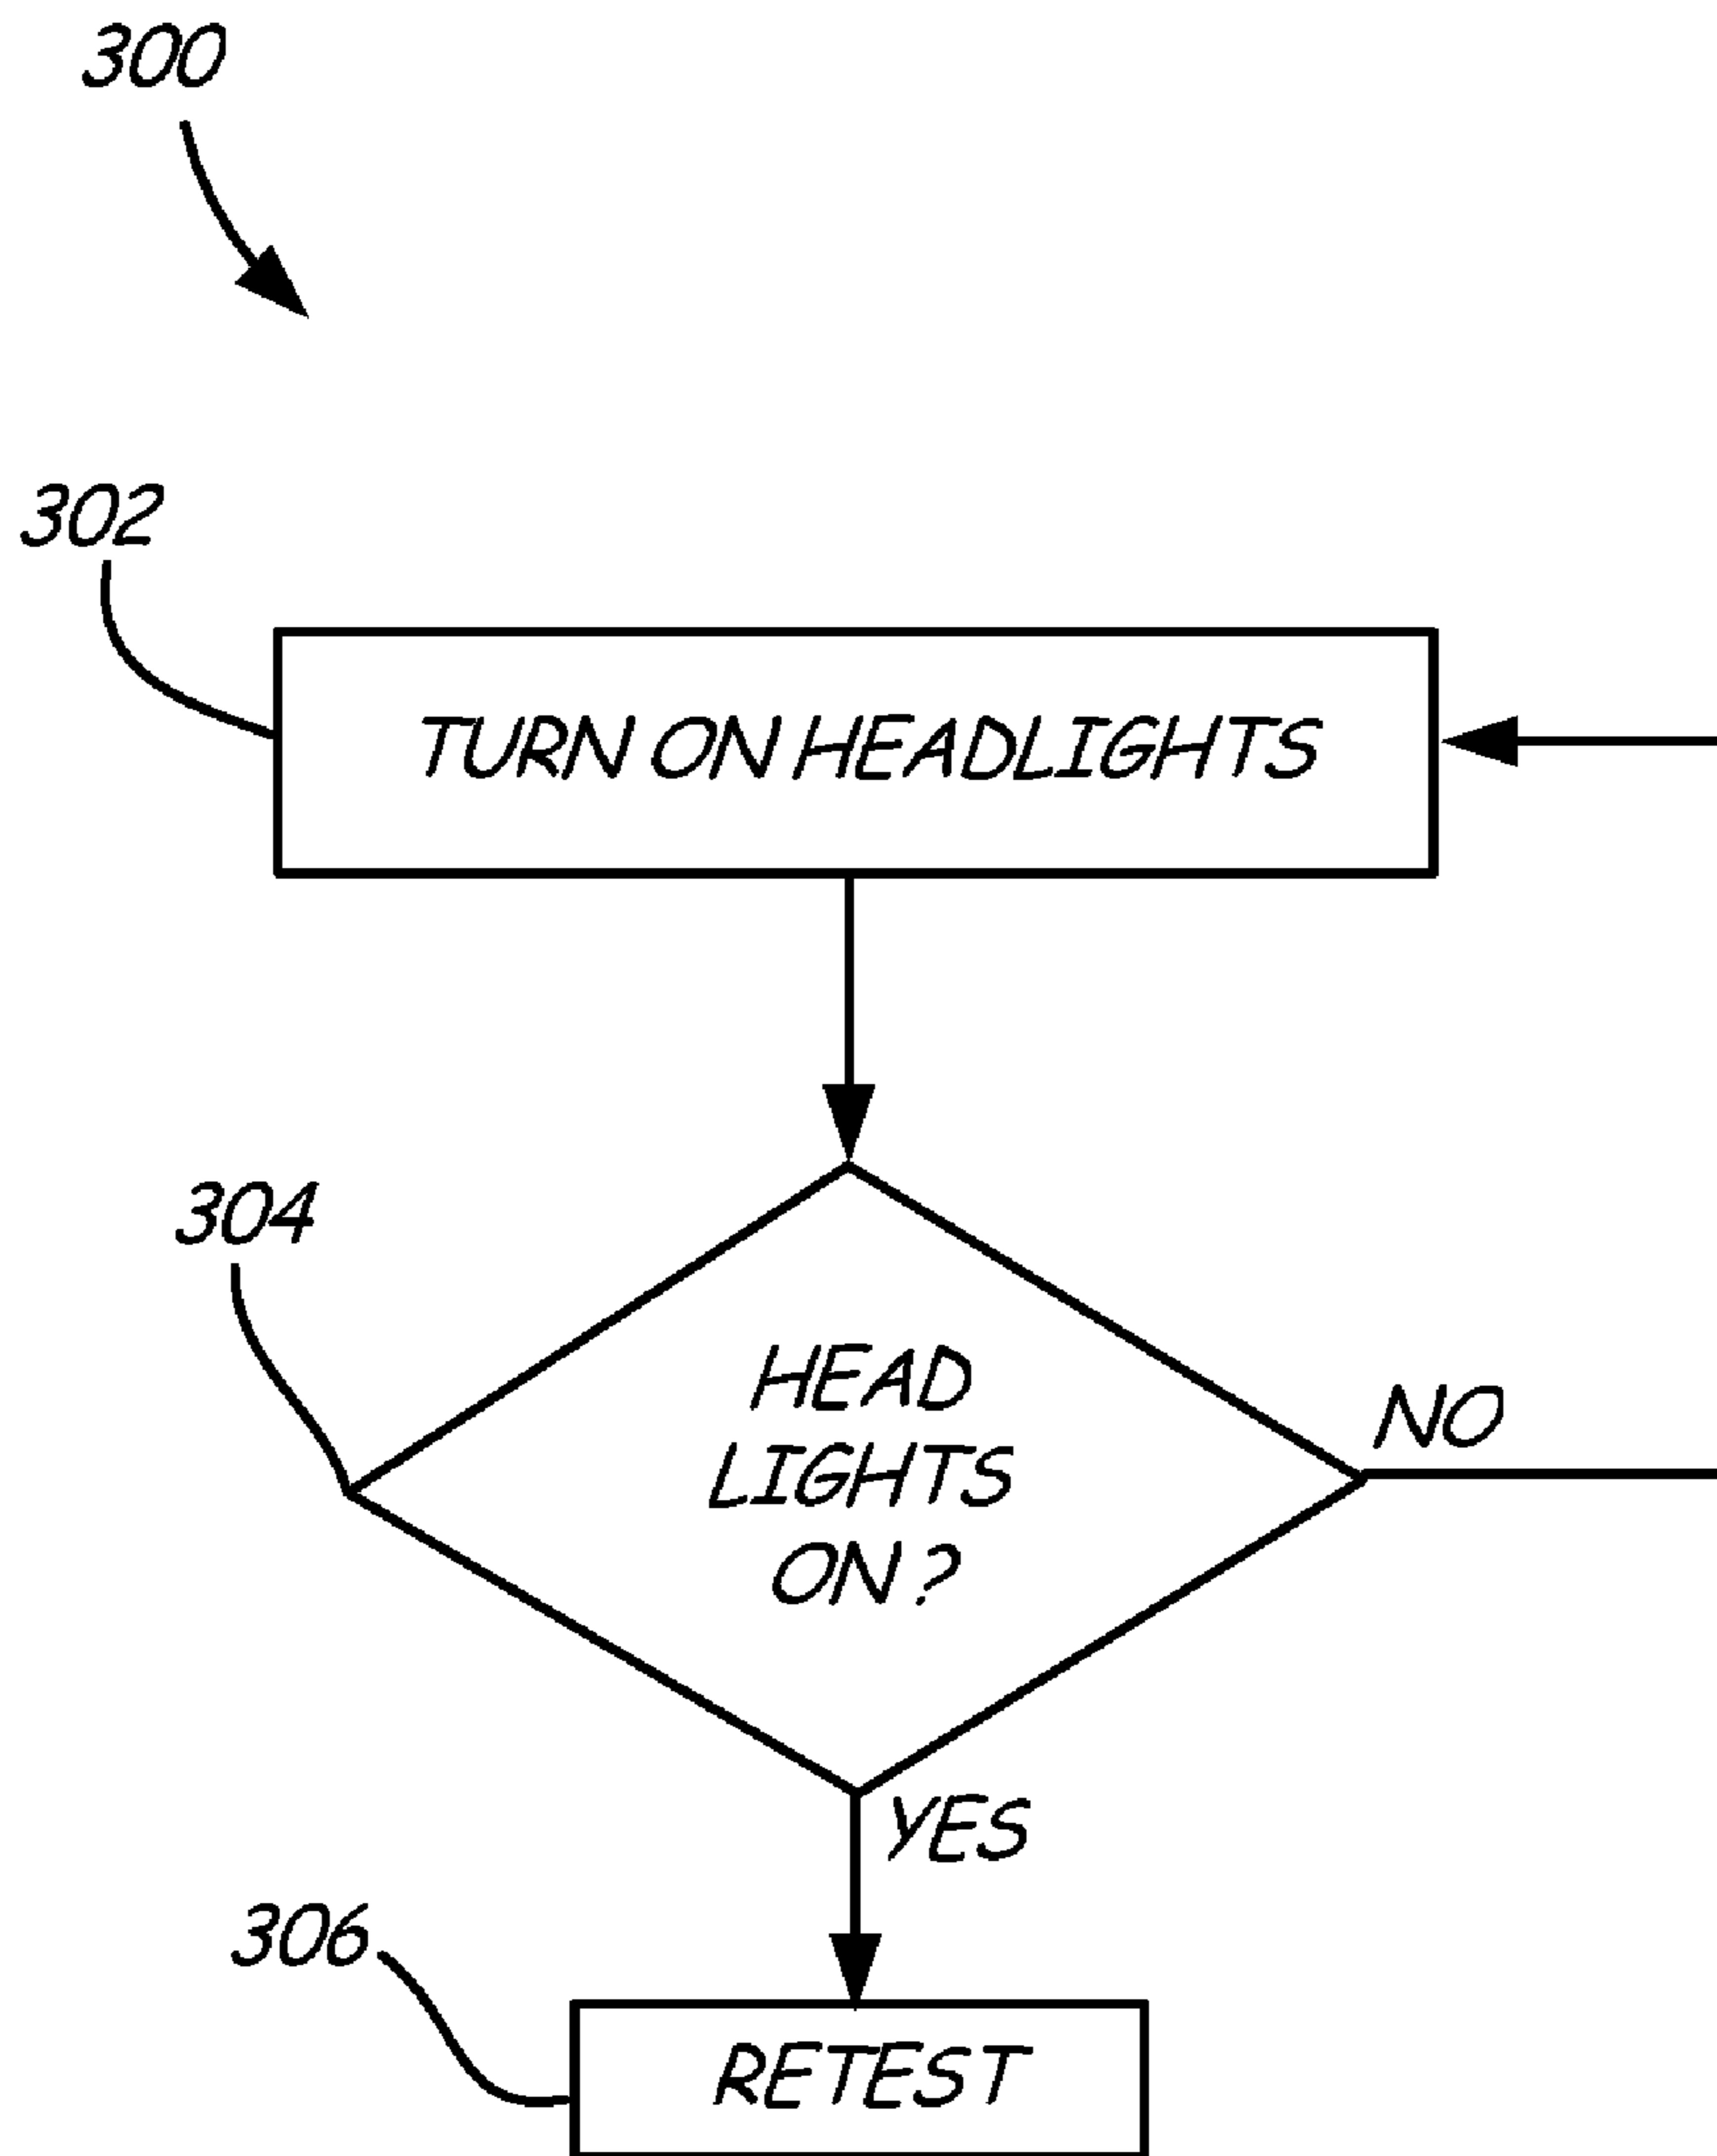 300
302
TURN ON HEADLIGHTS
304
HEAD
LIGHTS
ON?
NO
YES
306
RETEST